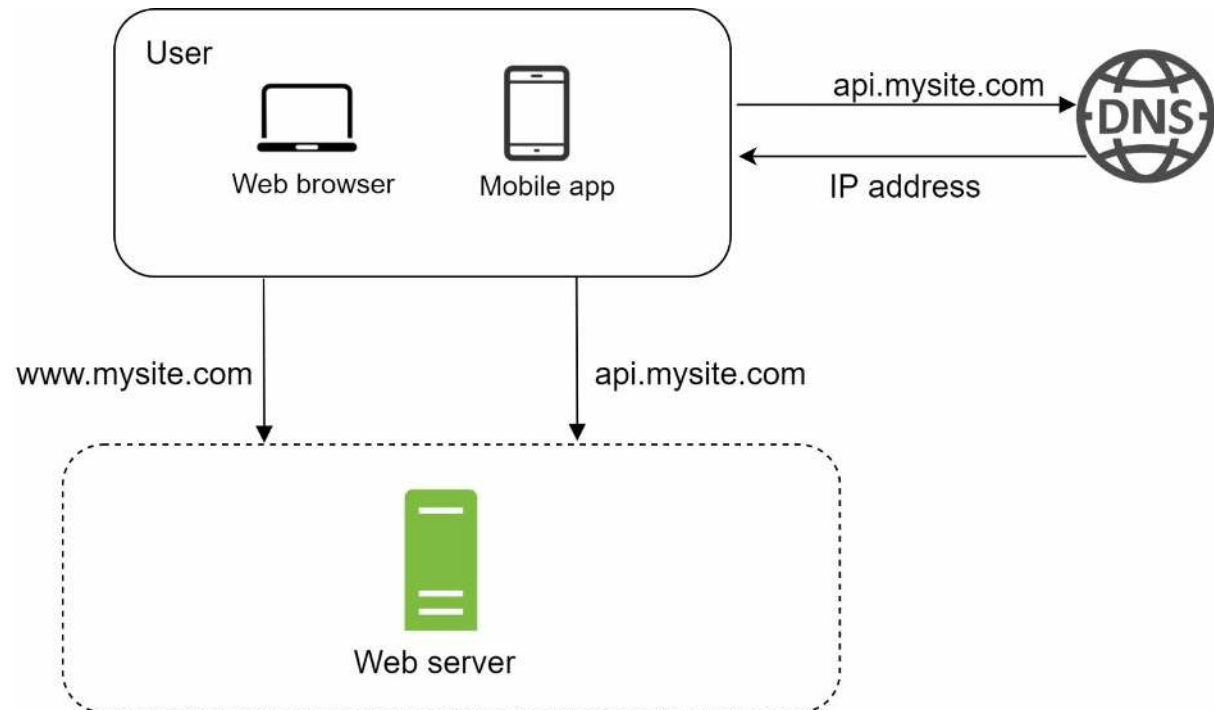 User
Web browser
Mobile app
api.mysite.com
DNS
IP address
www.mysite.com
api.mysite.com
Web server